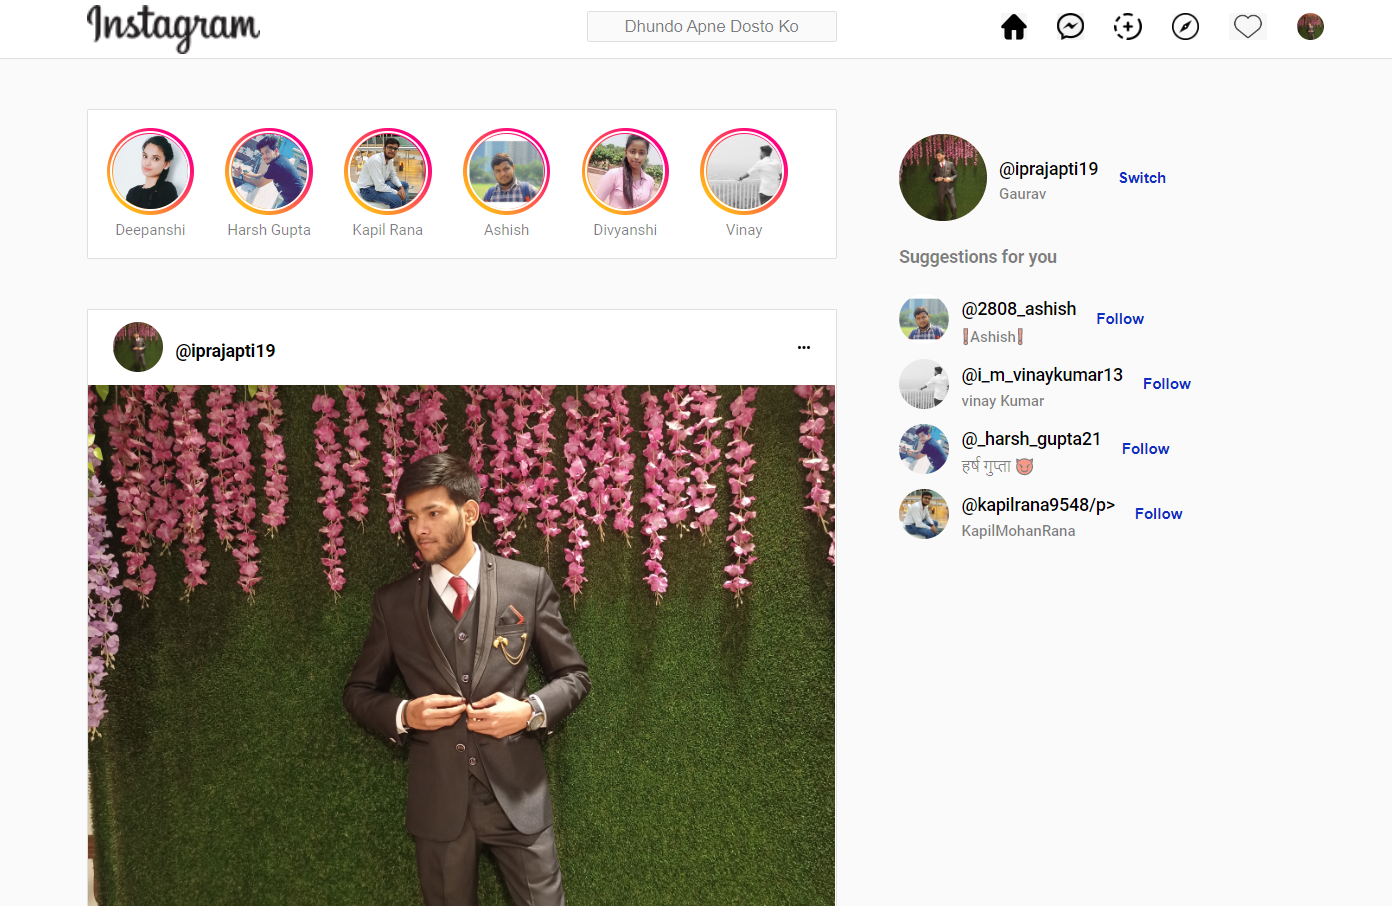 Instagram
Dhundo Apne Dosto Ko
Deepanshi
Harsh Gupta
Kapil Rana
Ashish
Divyanshi
Vinay
@iprajapti19
@iprajapti19
Gaurav
Switch
Suggestions for you
@2808_ashish
❗Ashish❗
Follow
@i_m_vinaykumar13
vinay Kumar
Follow
@_harsh_gupta21
हर्ष गुप्ता 😈
Follow
@kapilrana9548/p>
KapilMohanRana
Follow